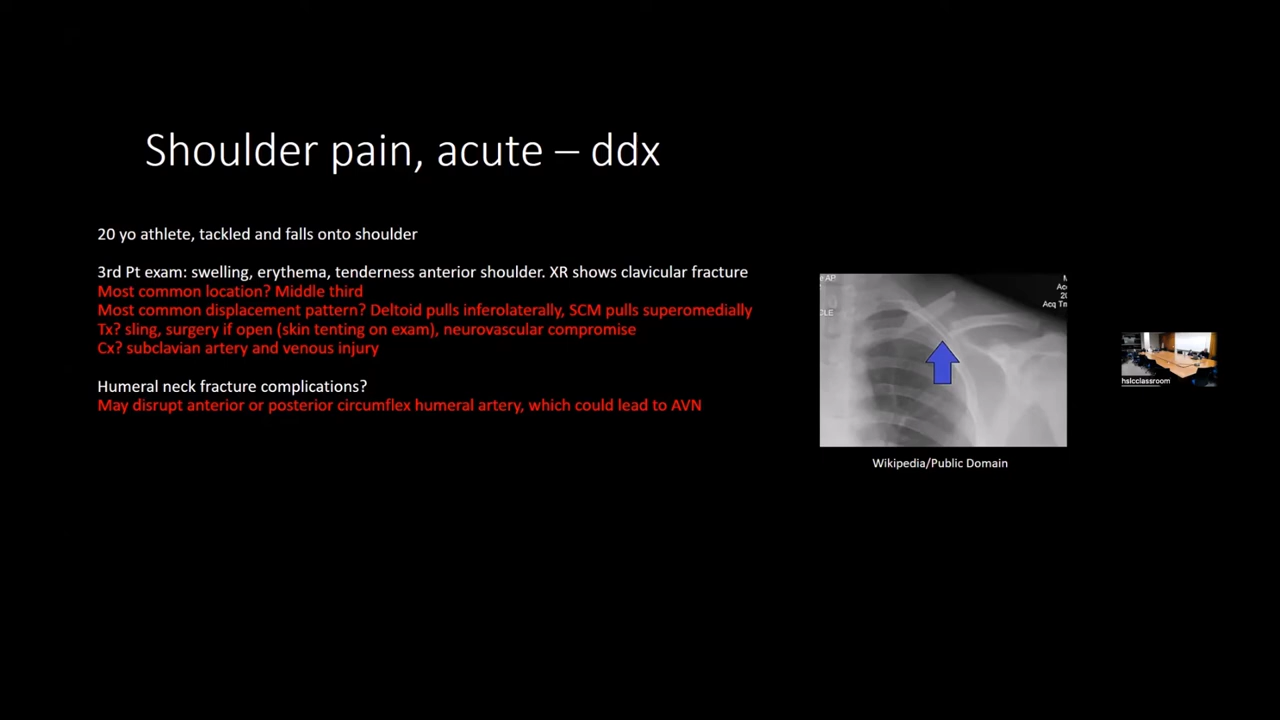 Shoulder pain, acute – ddx
20 yo athlete, tackled and falls onto shoulder
3rd Pt exam: swelling, erythema, tenderness anterior shoulder. XR shows clavicular fracture
Most common location? Middle third
Most common displacement pattern? Deltoid pulls inferolaterally, SCM pulls superomedially
Tx? sling, surgery if open (skin tenting on exam), neurovascular compromise
Cx? subclavian artery and venous injury
Humeral neck fracture complications?
May disrupt anterior or posterior circumflex humeral artery, which could lead to AVN
AP
Acq Tm
Wikipedia/Public Domain
hslcclassroom